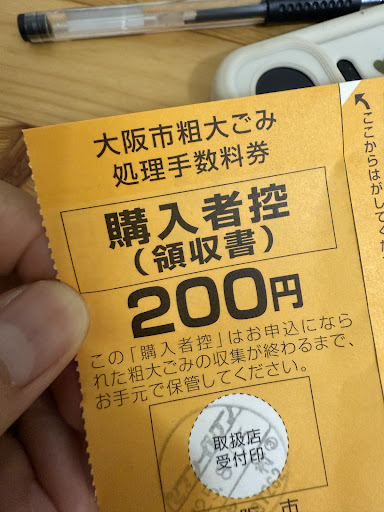 大阪市粗大ごみ
処理手数料券
購入者控
(領収書)
200円
この「購入者控」はお申込になら
れた粗大ごみの収集が終わるまで、
お手元で保管してください。
取扱店
受付印
市
ここからはがしてくだ